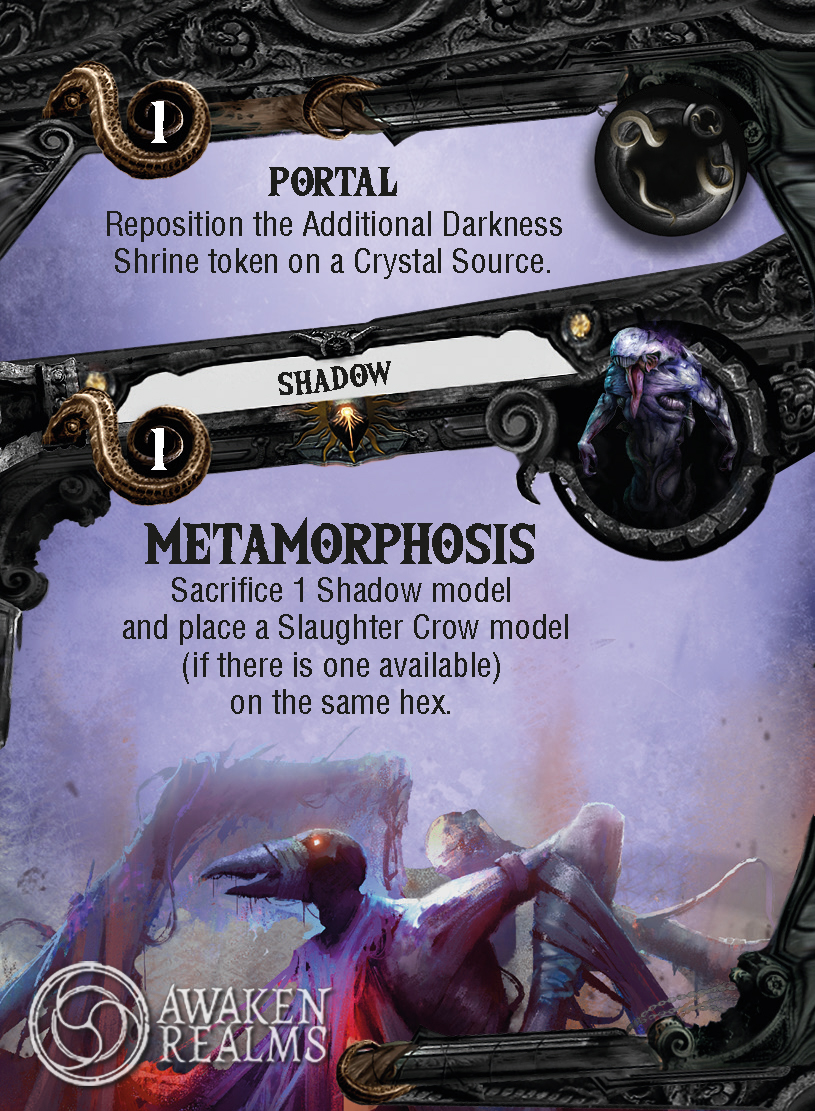 1
PORTAL
Reposition the Additional Darkness
Shrine token on a Crystal Source.
SHADOW
1
METAMORPHOSIS
Sacrifice 1 Shadow model
and place a Slaughter Crow model
(if there is one available)
on the same hex.
AWAKEN
REALMS